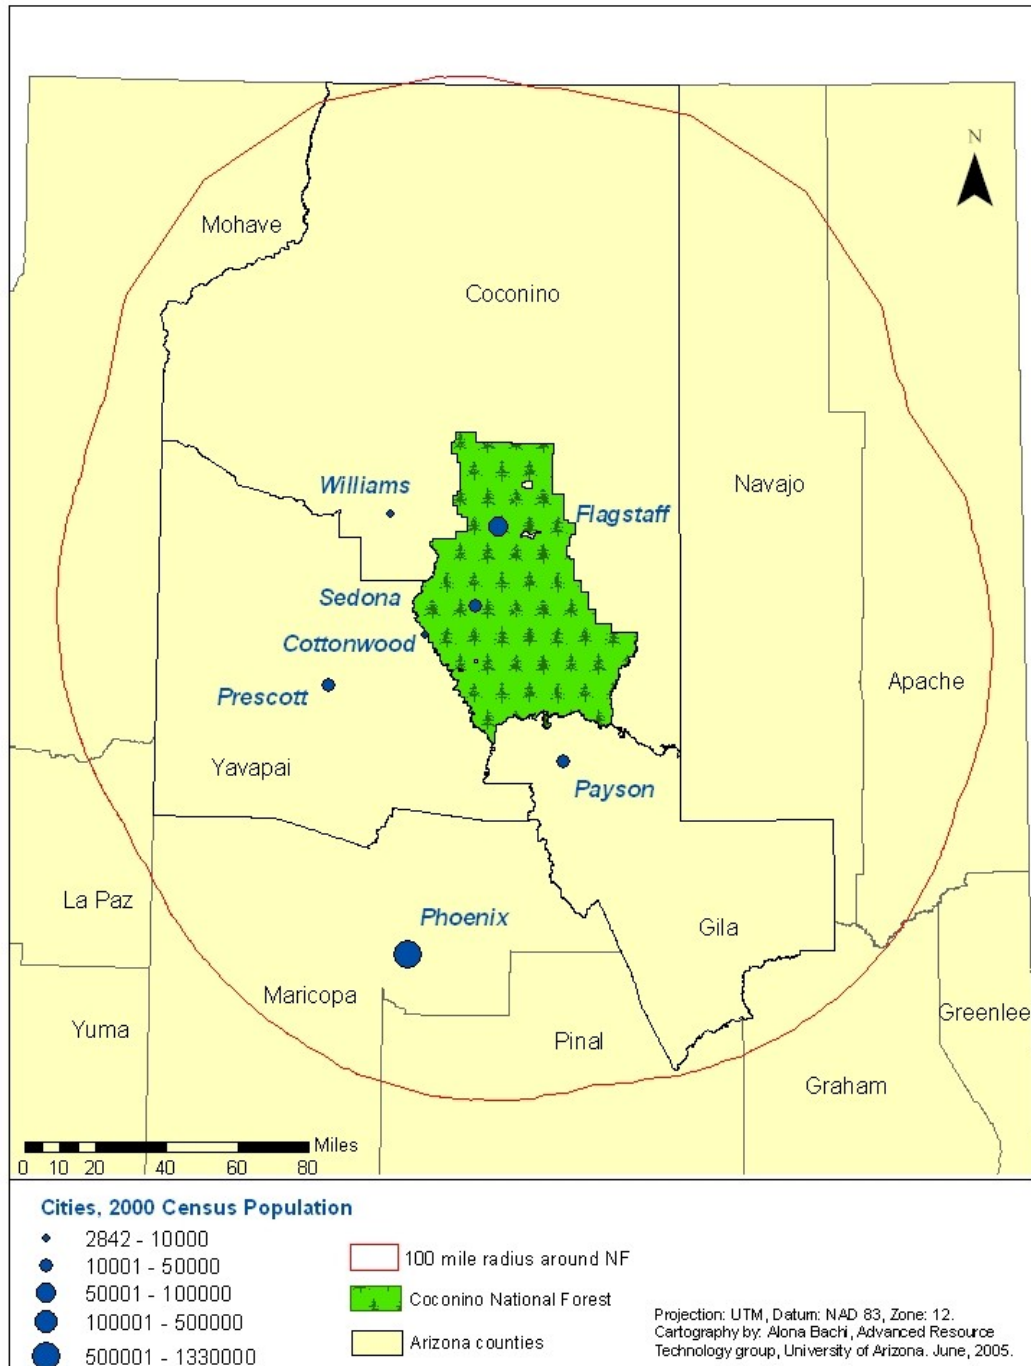 N
Mohave
Coconino
Williams
Navajo
Flagstaff
Sedona
Cottonwood
Prescott
Apache
Yavapai
Payson
La Paz
Phoenix
Gila
Maricopa
Yuma
Pinal
Greenlee
Graham
Miles
0 10 20 40 60 80
Cities, 2000 Census Population
2842 - 10000
10001 - 50000
50001 - 100000
100001 - 500000
500001 - 1330000
100 mile radius around NF
Coconino National Forest
Arizona counties
Projection: UTM, Datum: NAD 83, Zone: 12.
Cartography by: Alona Bachi, Advanced Resource
Technology group, University of Arizona. June, 2005.